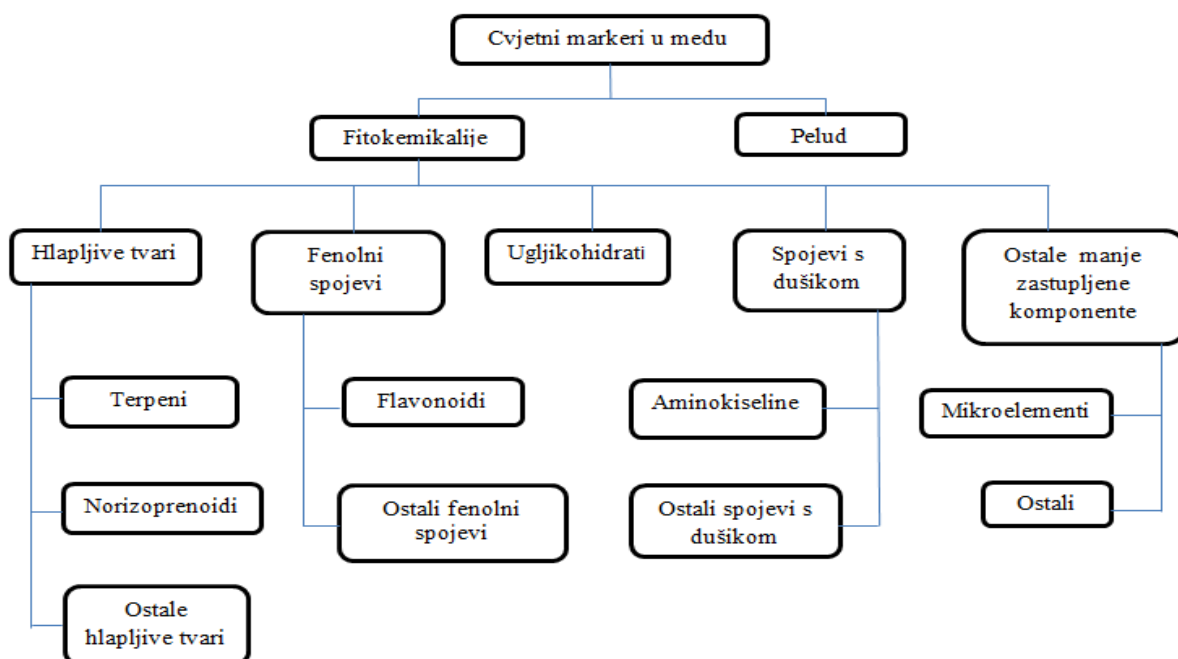 Cvjetni markeri u medu
Fitokemikalije
Pelud
Hlapljive tvari
Fenolni
spojevi
Ugljikohidrati
Spojevi s
dušikom
Ostale manje
zastupljene
komponente
Terpeni
Flavonoidi
Aminokiseline
Mikroelementi
Norizoprenoidi
Ostali fenolni
spojevi
Ostali spojevi s
dušikom
Ostali
Ostale
hlapljive tvari